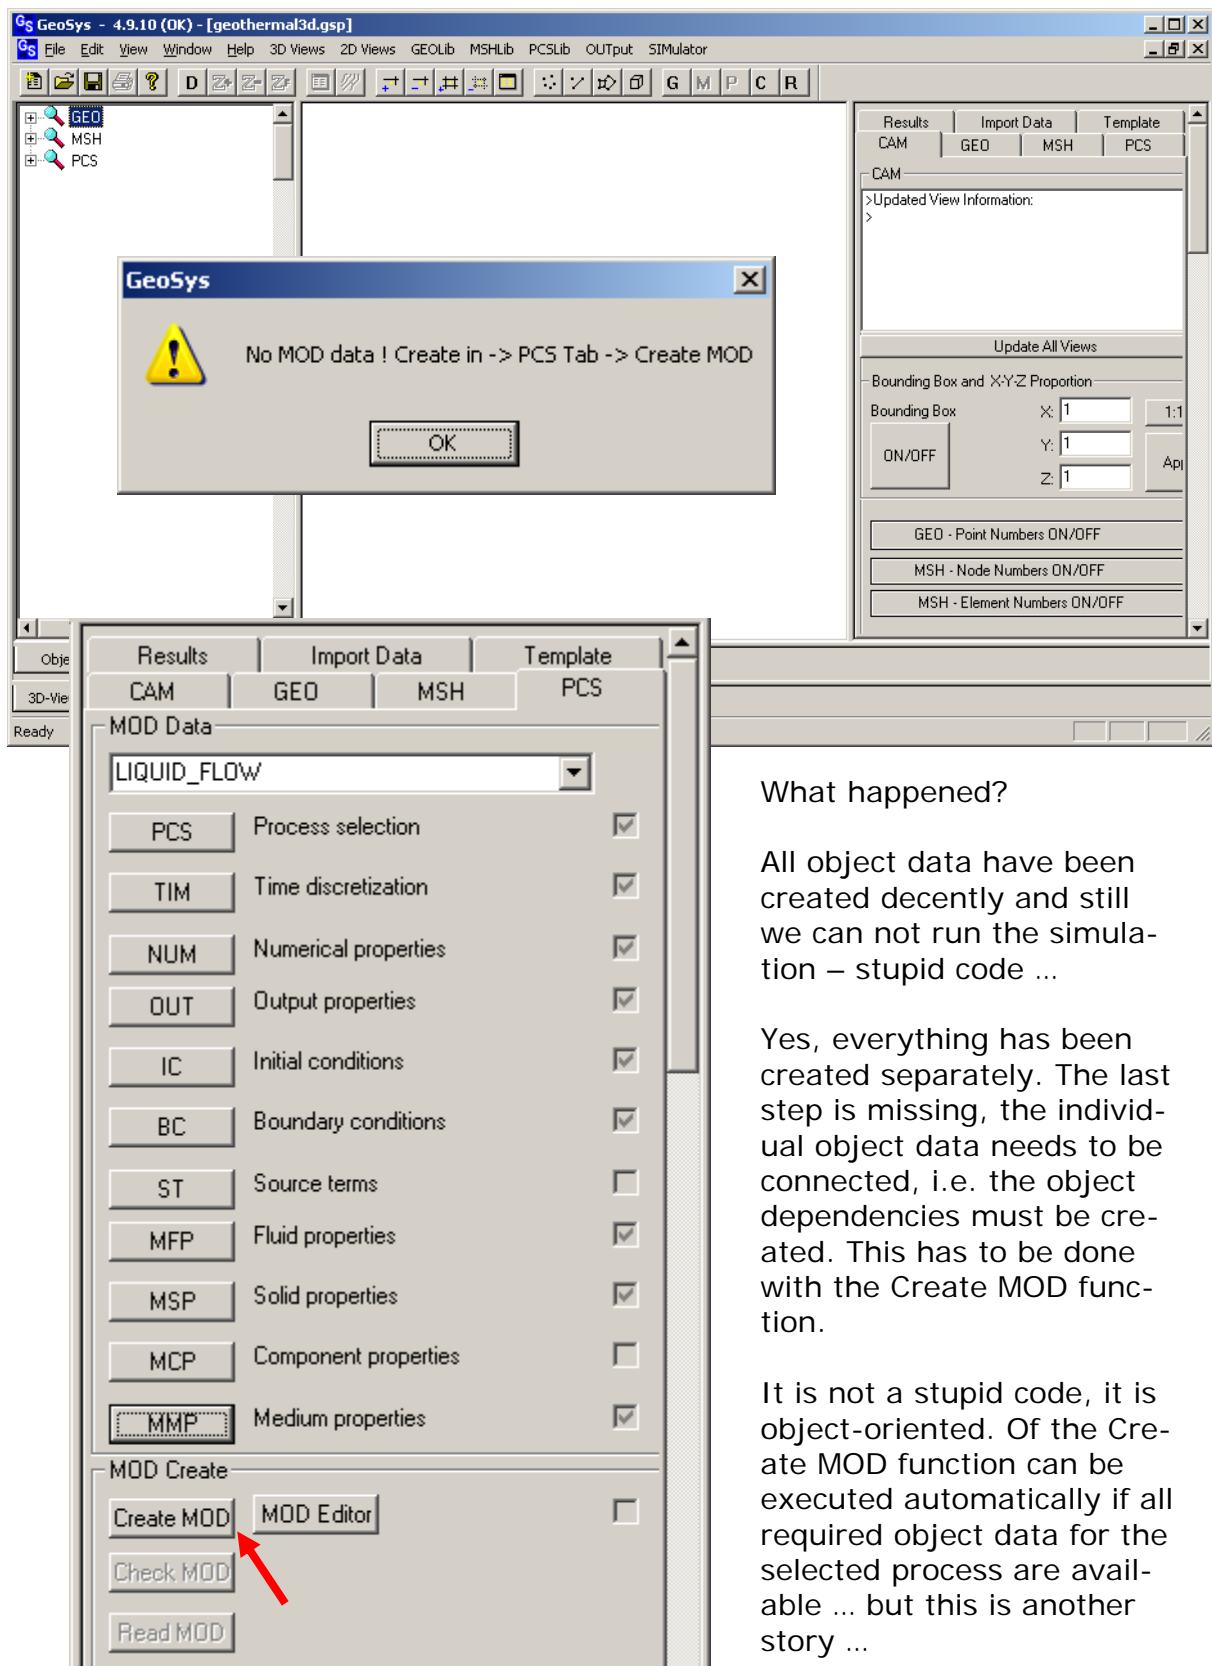 GeoSys - 4.9.10 (OK) - [geothermal3d.gsp]
File Edit View Window Help 3D Views 2D Views GEOLib MSHLib PCSLib OUTput SIMulator
D Z+ Z- Zr G M P C R
GEO
MSH
PCS
Results Import Data Template
CAM GEO MSH PCS
CAM
>Updated View Information:
>
Update All Views
Bounding Box and X-Y-Z Proportion
Bounding Box X: 1 1:1
ON/OFF Y: 1
Z: 1 App
GEO - Point Numbers ON/OFF
MSH - Node Numbers ON/OFF
MSH - Element Numbers ON/OFF
GeoSys
No MOD data ! Create in -> PCS Tab -> Create MOD
OK
Obje
3D-Vie
Ready
Results Import Data Template
CAM GEO MSH PCS
MOD Data
LIQUID_FLOW
PCS Process selection
TIM Time discretization
NUM Numerical properties
OUT Output properties
IC Initial conditions
BC Boundary conditions
ST Source terms
MFP Fluid properties
MSP Solid properties
MCP Component properties
MMP Medium properties
MOD Create
Create MOD MOD Editor
Check MOD
Read MOD
What happened?
All object data have been
created decently and still
we can not run the simula-
tion – stupid code ...
Yes, everything has been
created separately. The last
step is missing, the individ-
ual object data needs to be
connected, i.e. the object
dependencies must be cre-
ated. This has to be done
with the Create MOD func-
tion.
It is not a stupid code, it is
object-oriented. Of the Cre-
ate MOD function can be
executed automatically if all
required object data for the
selected process are avail-
able ... but this is another
story ...